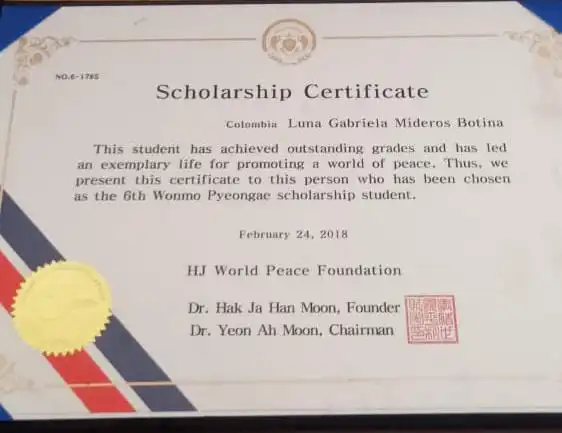 NO.6-1785
Scholarship Certificate
Colombia Luna Gabriela Mideros Botina
This student has achieved outstanding grades and has led
an exemplary life for promoting a world of peace. Thus, we
present this certificate to this person who has been chosen
as the 6th Wonmo Pyeongae scholarship student.
February 24, 2018
HJ World Peace Foundation
Dr. Hak Ja Han Moon, Founder
Dr. Yeon Ah Moon, Chairman